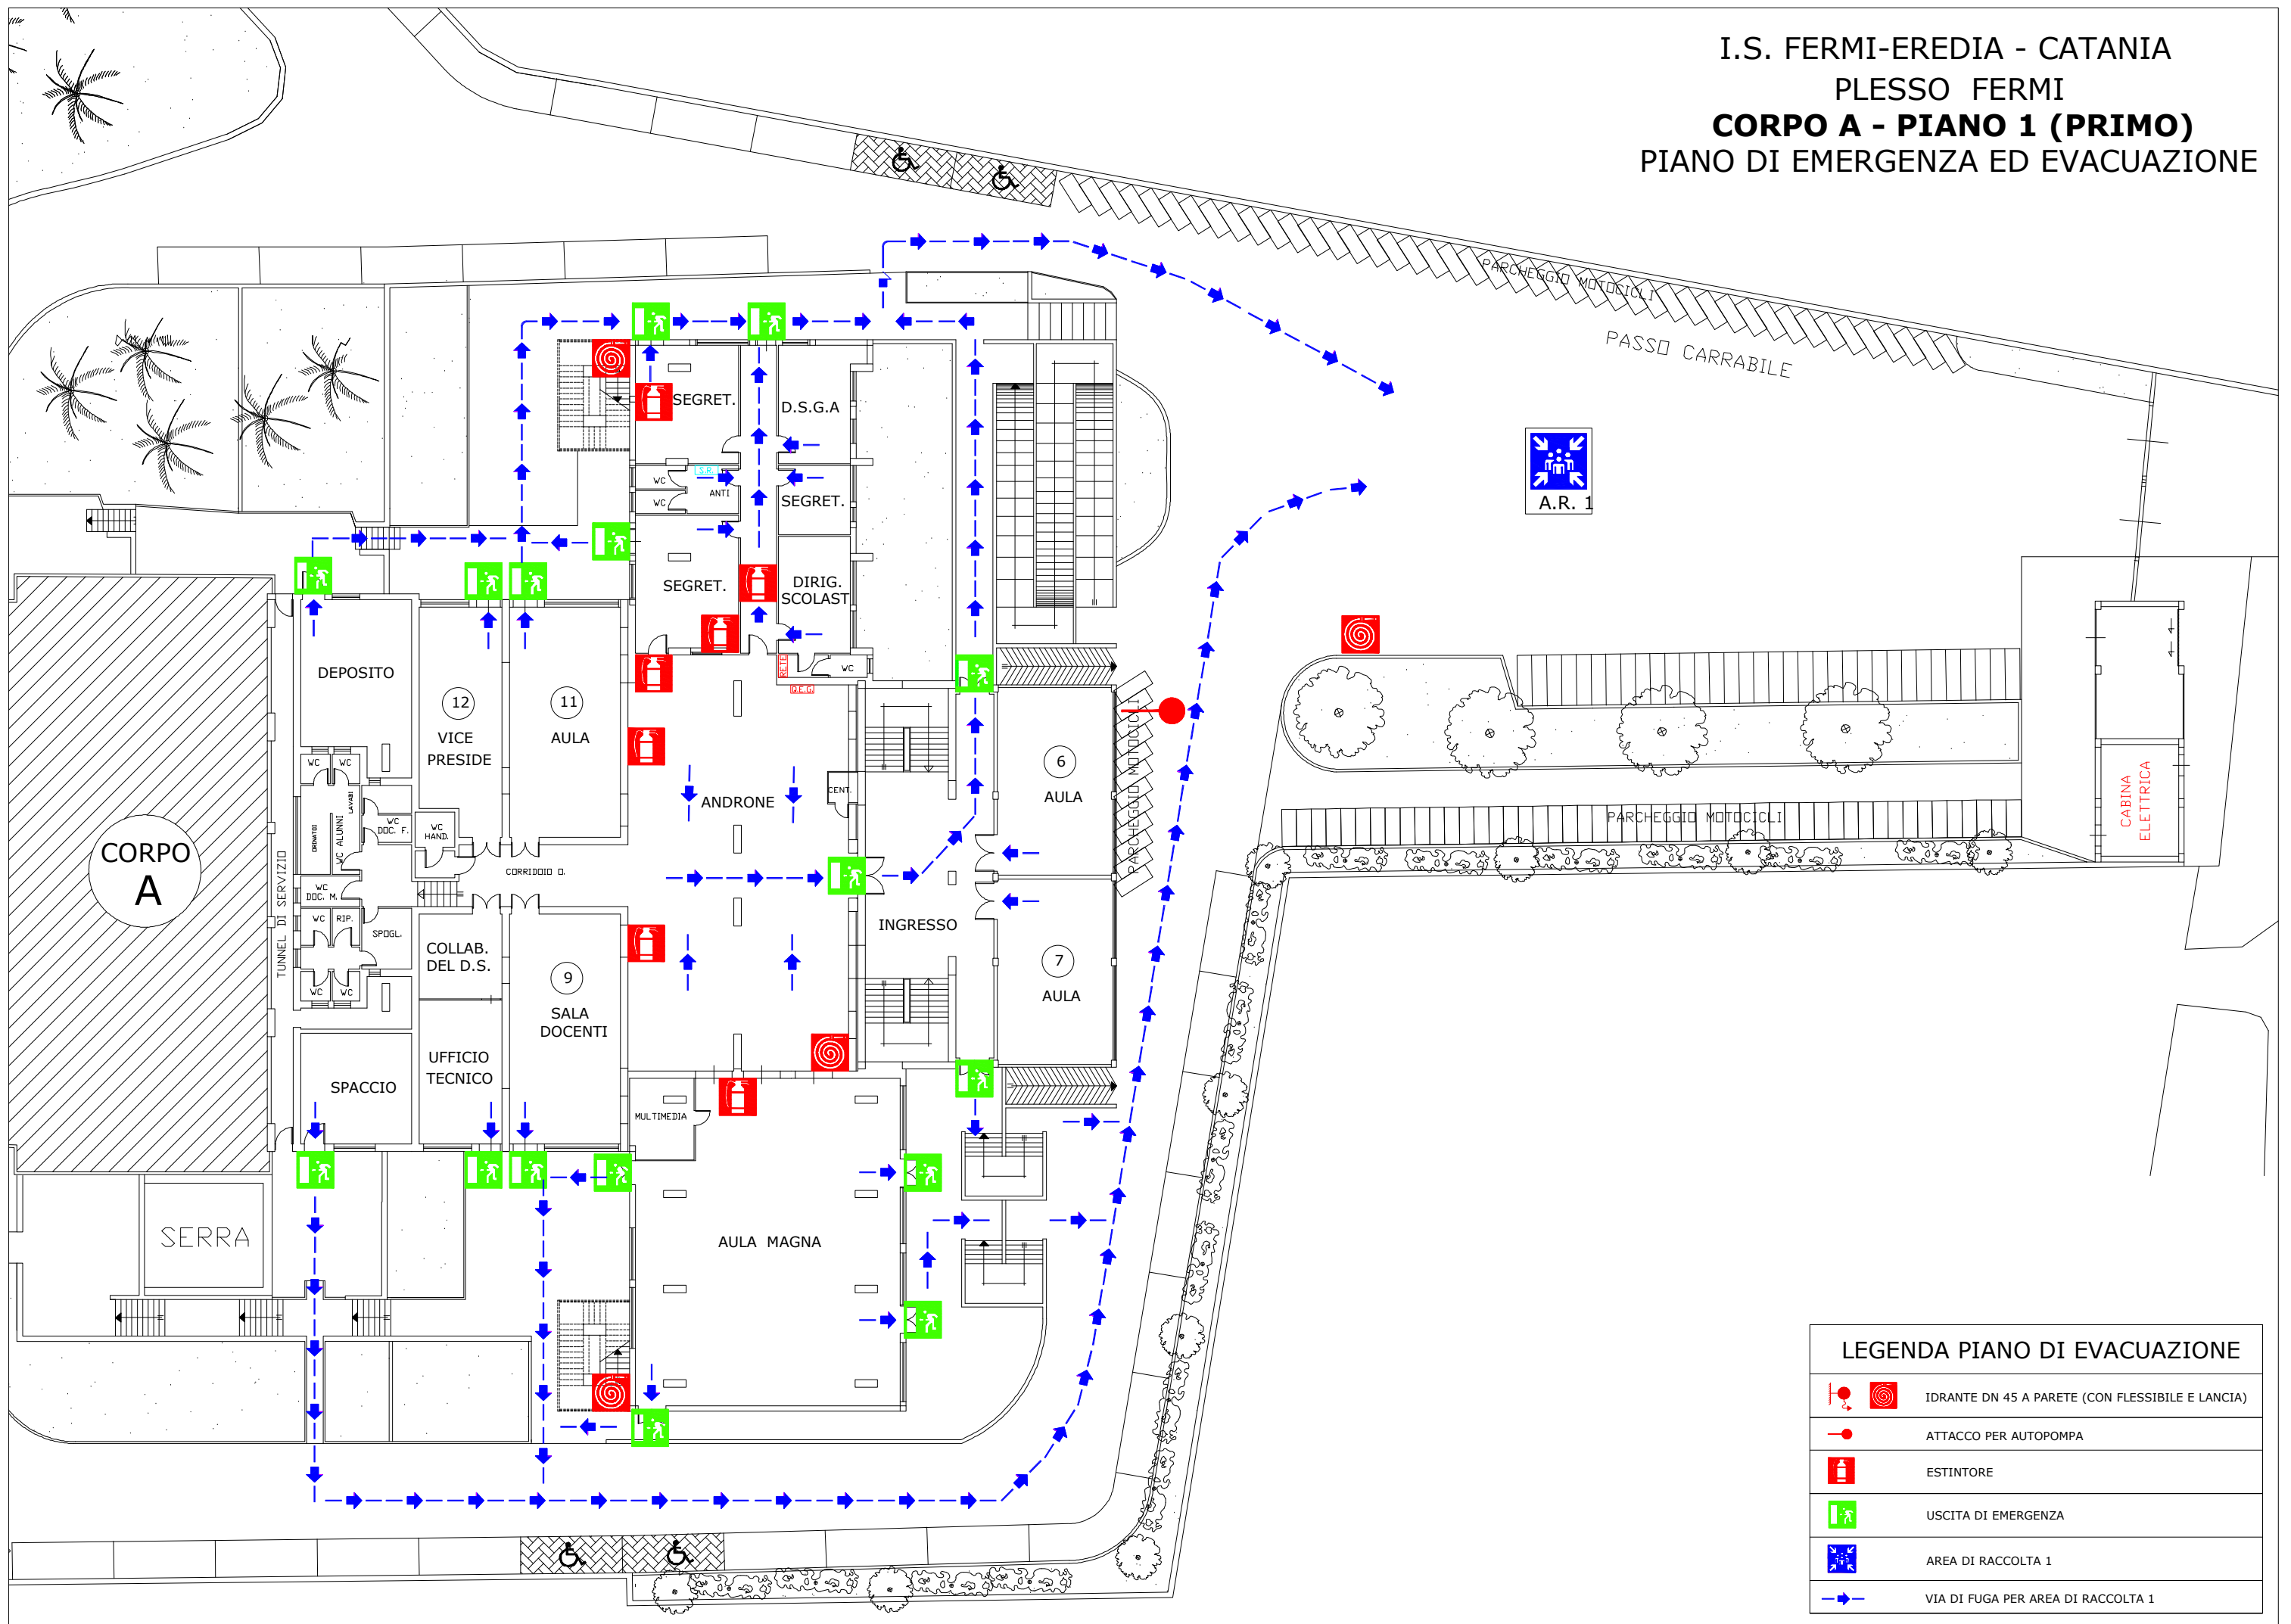 I.S. FERMI-EREDIA - CATANIA
PLESSO FERMI
CORPO A - PIANO 1 (PRIMO)
PIANO DI EMERGENZA ED EVACUAZIONE
PARCHEGGIO MOTOCICLI
PASSO CARRABILE
SEGRET.
D.S.G.A
S.R.
WC
ANTI
WC
SEGRET.
A.R. 1
SEGRET.
DIRIG.
SCOLAST
DEPOSITO
WC
RETE
Q.E.G.
12
VICE
PRESIDE
11
AULA
6
AULA
PARCHEGGIO MOTOCICLI
WC
WC
LAVABI
ANDRONE
CENT.
PARCHEGGIO MOTOCICLI
CABINA
ELETTRICA
WC
DOC. F.
WC
HAND.
ORINATOI
WC ALUNNI
CORPO
A
CORRIDOIO D.
WC
DOC. M.
TUNNEL DI SERVIZIO
WC
RIP.
SPOGL.
COLLAB.
DEL D.S.
INGRESSO
9
SALA
DOCENTI
7
AULA
WC
WC
UFFICIO
TECNICO
SPACCIO
MULTIMEDIA
SERRA
AULA MAGNA
LEGENDA PIANO DI EVACUAZIONE
IDRANTE DN 45 A PARETE (CON FLESSIBILE E LANCIA)
ATTACCO PER AUTOPOMPA
ESTINTORE
USCITA DI EMERGENZA
AREA DI RACCOLTA 1
VIA DI FUGA PER AREA DI RACCOLTA 1